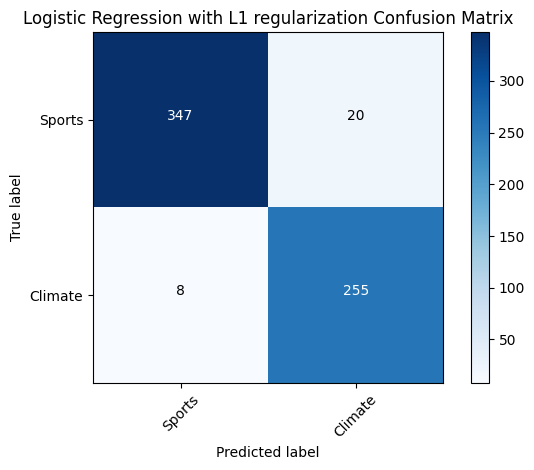 Logistic Regression with L1 regularization Confusion Matrix
Sports
347
20
Climate
8
255
True label
Sports
Climate
Predicted label
300
250
200
150
100
50